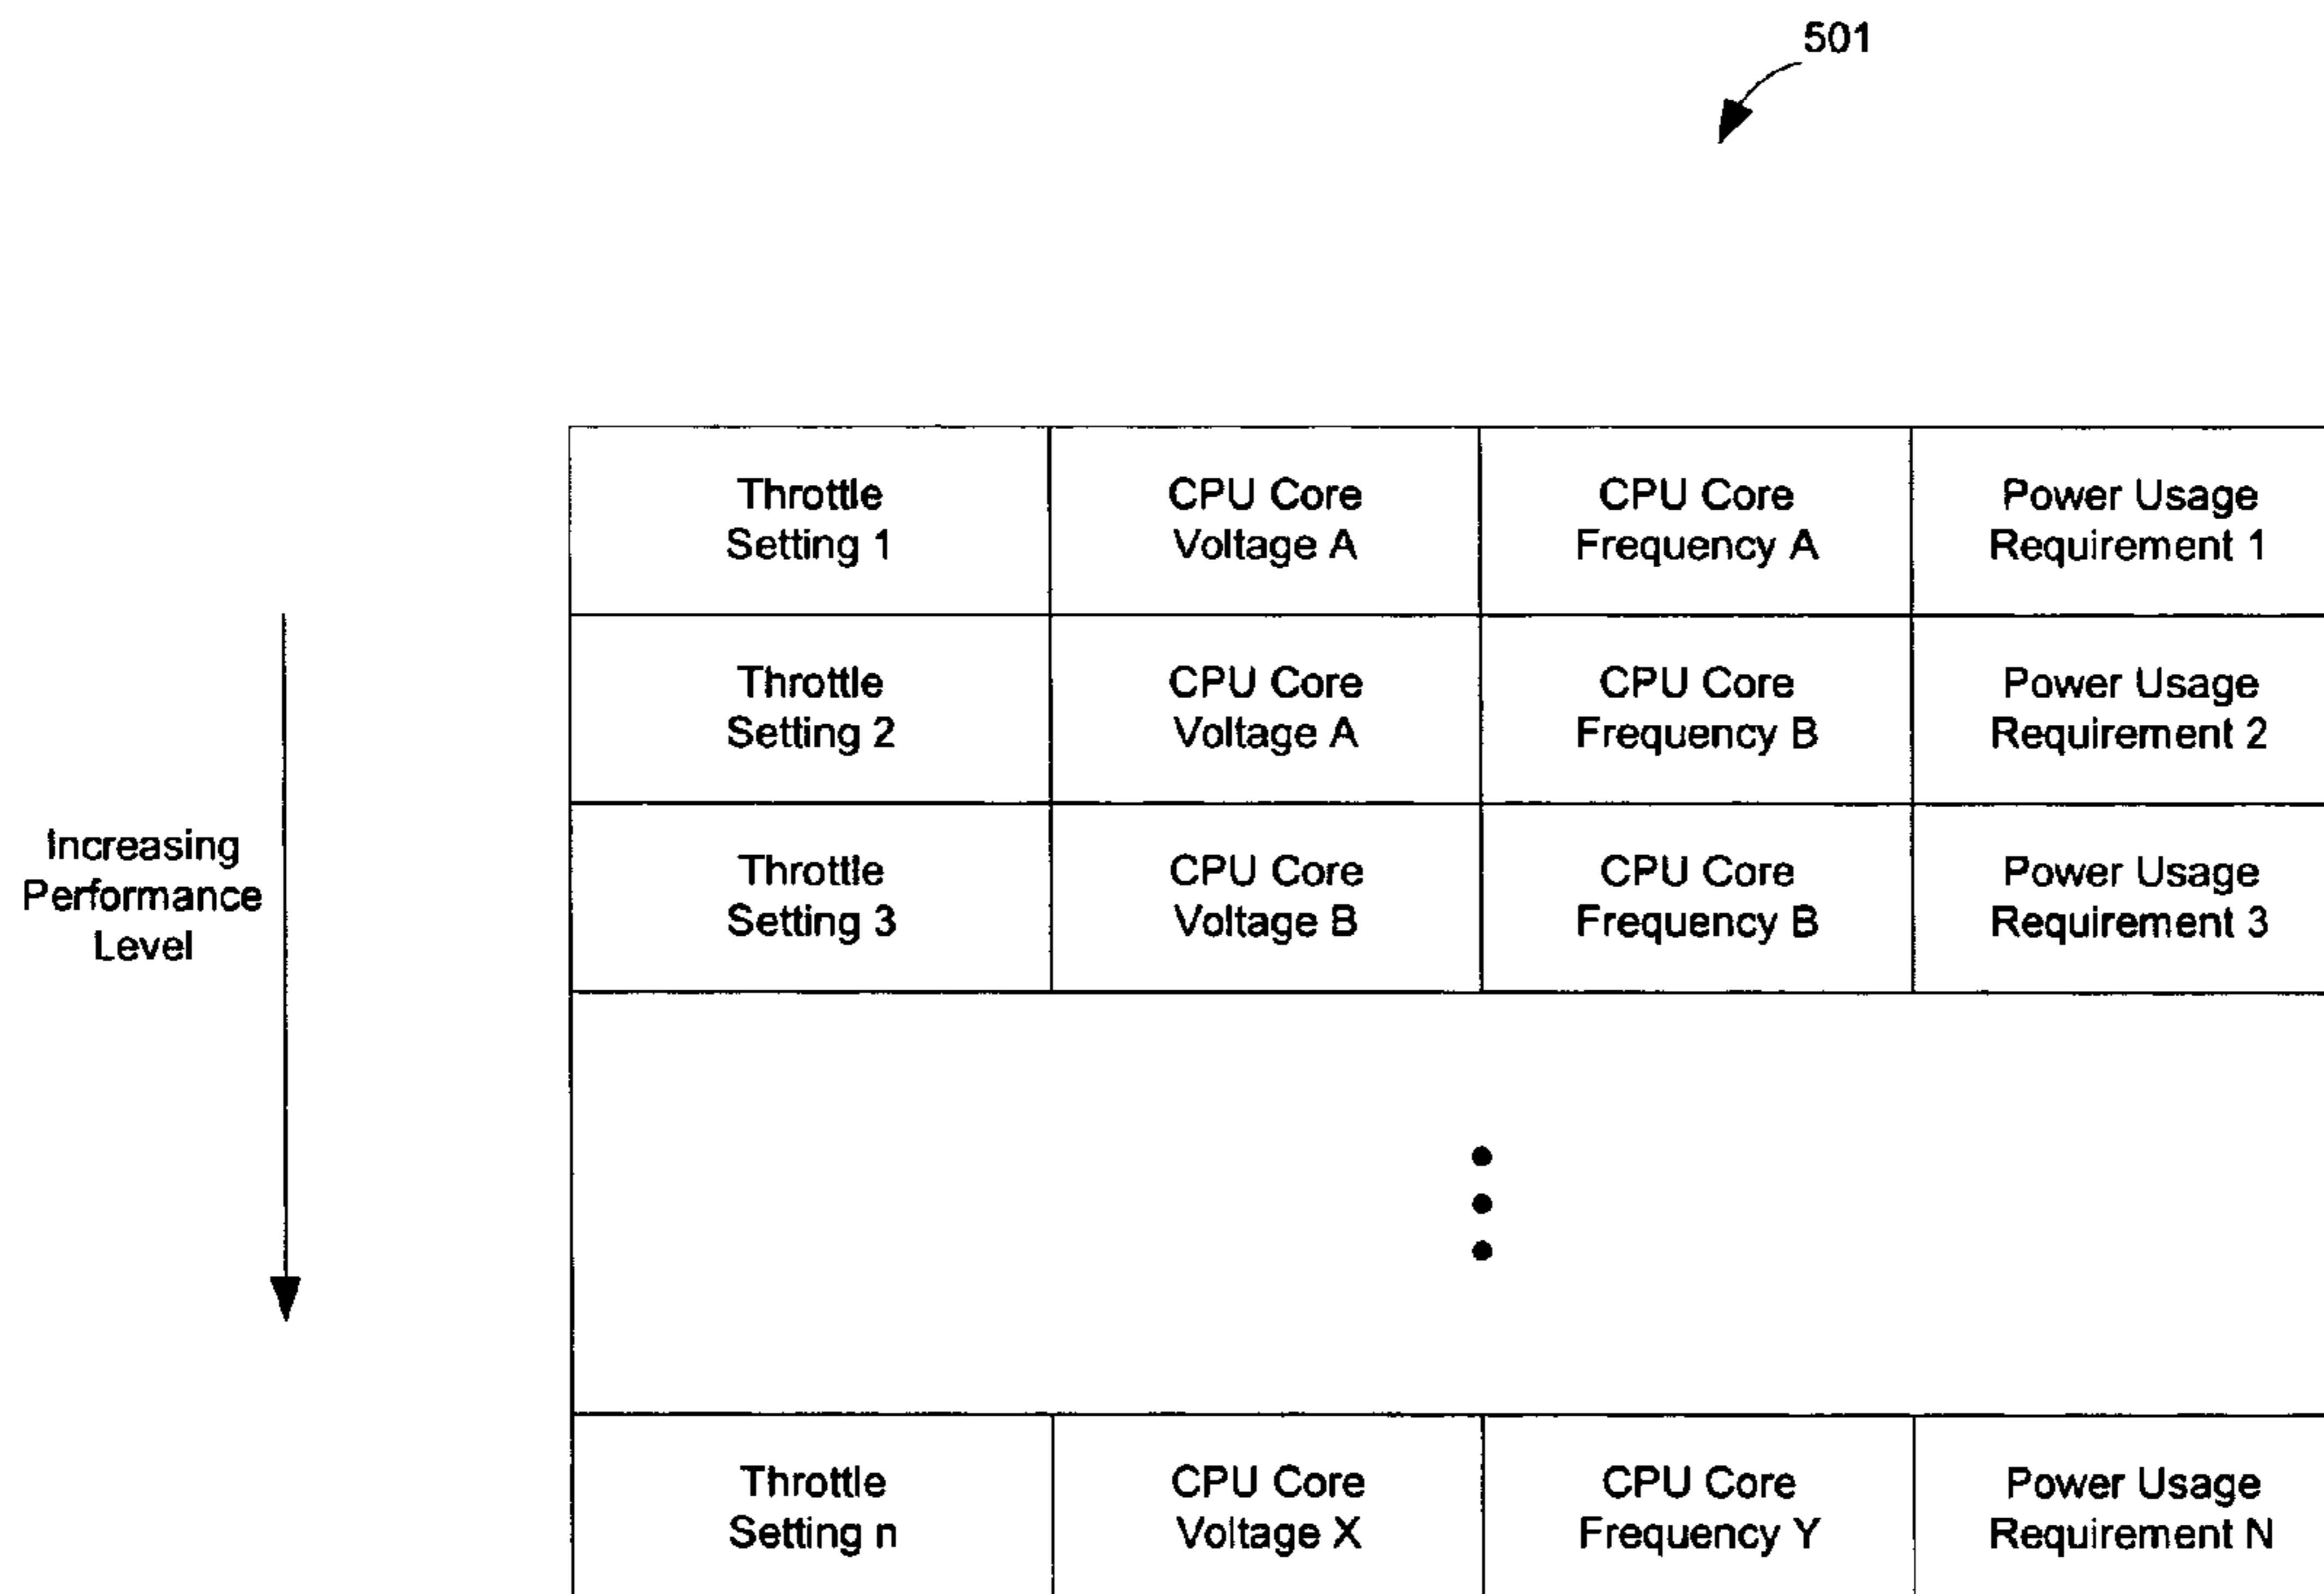 501
Throttle
Setting 1
CPU Core
Voltage A
CPU Core
Frequency A
Power Usage
Requirement 1
Throttle
Setting 2
CPU Core
Voltage A
CPU Core
Frequency B
Power Usage
Requirement 2
Increasing
Performance
Level
Throttle
Setting 3
CPU Core
Voltage B
CPU Core
Frequency B
Power Usage
Requirement 3
Throttle
Setting n
CPU Core
Voltage X
CPU Core
Frequency Y
Power Usage
Requirement N